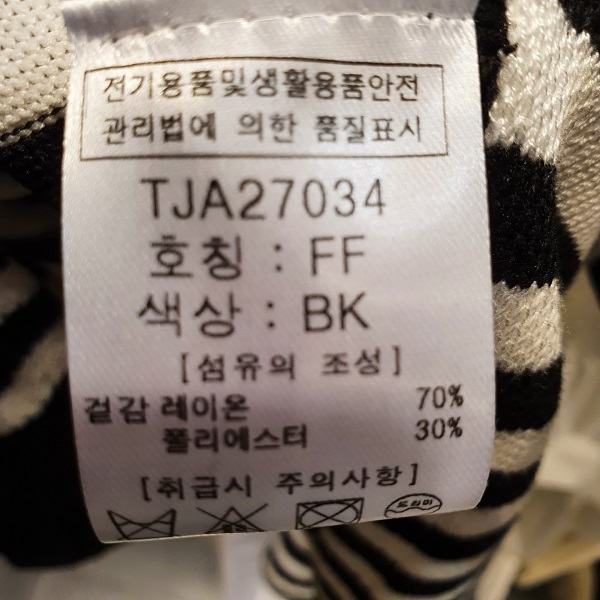 전기용품및생활용품안전
관리법에 의한 품질표시
TJA27034
호칭 : FF
색상 : BK
[섬유의 조성]
겉감 레이온 70%
폴리에스터 30%
[취급시 주의사항]
드라이